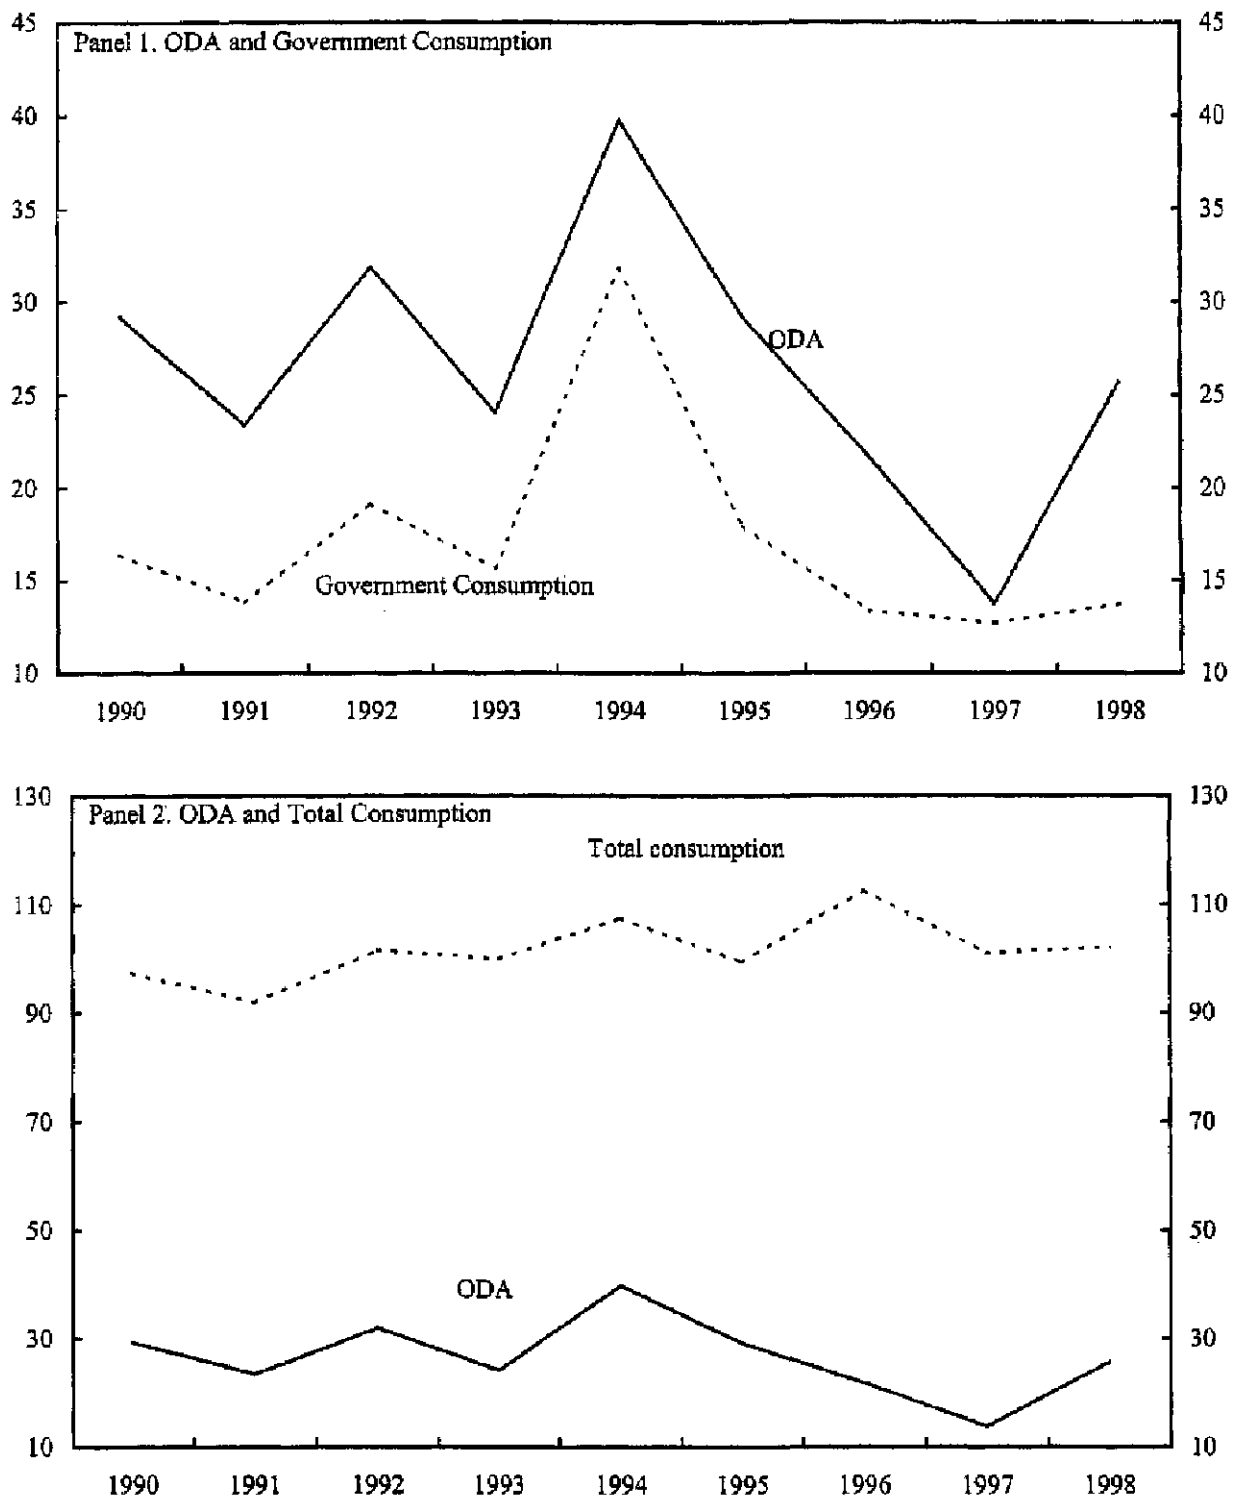 Panel 1. ODA and Government Consumption
45 45
40 40
35 35
30 30
ODA
25 25
20 20
Government Consumption
15 15
10 10
1990 1991 1992 1993 1994 1995 1996 1997 1998
130 130
Panel 2. ODA and Total Consumption
Total consumption
110 110
90 90
70 70
50 50
ODA
30 30
10 10
1990 1991 1992 1993 1994 1995 1996 1997 1998